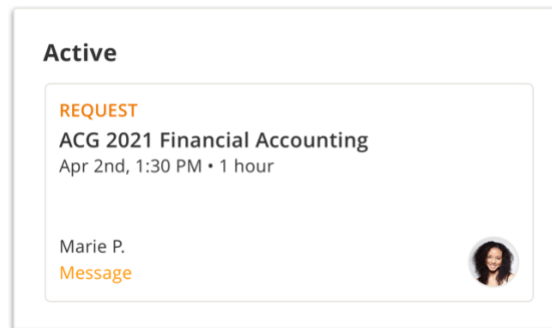 Active
REQUEST
ACG 2021 Financial Accounting
Apr 2nd, 1:30 PM • 1 hour
Marie P.
Message